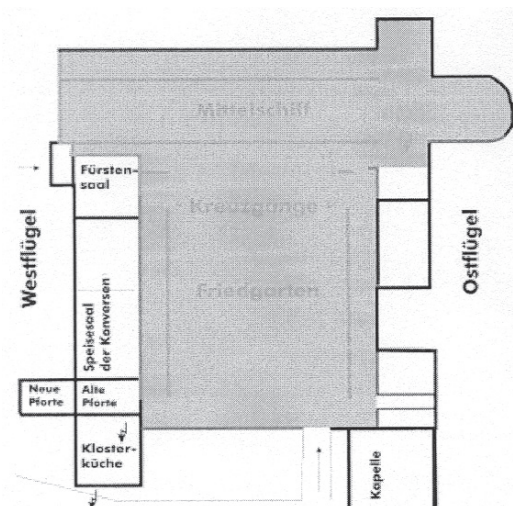 Mittelschiff
Fürsten-
saal
Kreuzgänge
Friedgarten
Westflügel
Ostflügel
Speisesaal
der Konversen
Neue
Pforte
Alte
Pforte
Kloster-
küche
Kapelle